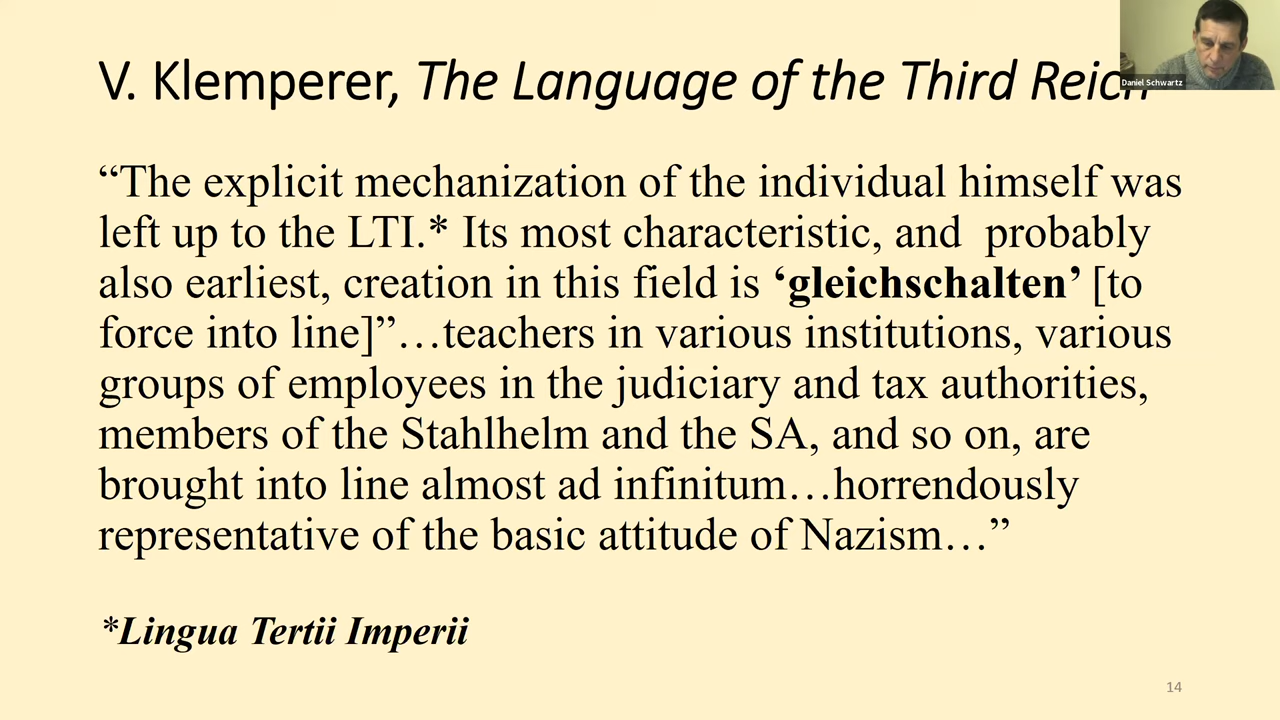 V. Klemperer, The Language of the Third Reich
Daniel Schwartz
“The explicit mechanization of the individual himself was
left up to the LTI.* Its most characteristic, and  probably
also earliest, creation in this field is ‘gleichschalten’ [to
force into line]”…teachers in various institutions, various
groups of employees in the judiciary and tax authorities,
members of the Stahlhelm and the SA, and so on, are
brought into line almost ad infinitum…horrendously
representative of the basic attitude of Nazism…”
*Lingua Tertii Imperii
14